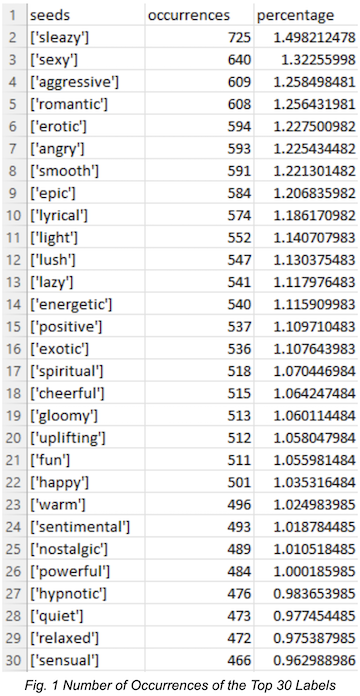 1 seeds occurrences percentage
2 ['sleazy'] 725 1.498212478
3 ['sexy'] 640 1.32255998
4 ['aggressive'] 609 1.258498481
5 ['romantic'] 608 1.256431981
6 ['erotic'] 594 1.227500982
7 ['angry'] 593 1.225434482
8 ['smooth'] 591 1.221301482
9 ['epic'] 584 1.206835982
10 ['lyrical'] 574 1.186170982
11 ['light'] 552 1.140707983
12 ['lush'] 547 1.130375483
13 ['lazy'] 541 1.117976483
14 ['energetic'] 540 1.115909983
15 ['positive'] 537 1.109710483
16 ['exotic'] 536 1.107643983
17 ['spiritual'] 518 1.070446984
18 ['cheerful'] 515 1.064247484
19 ['gloomy'] 513 1.060114484
20 ['uplifting'] 512 1.058047984
21 ['fun'] 511 1.055981484
22 ['happy'] 501 1.035316484
23 ['warm'] 496 1.024983985
24 ['sentimental'] 493 1.018784485
25 ['nostalgic'] 489 1.010518485
26 ['powerful'] 484 1.000185985
27 ['hypnotic'] 476 0.983653985
28 ['quiet'] 473 0.977454485
29 ['relaxed'] 472 0.975387985
30 ['sensual'] 466 0.962988986
Fig. 1 Number of Occurrences of the Top 30 Labels